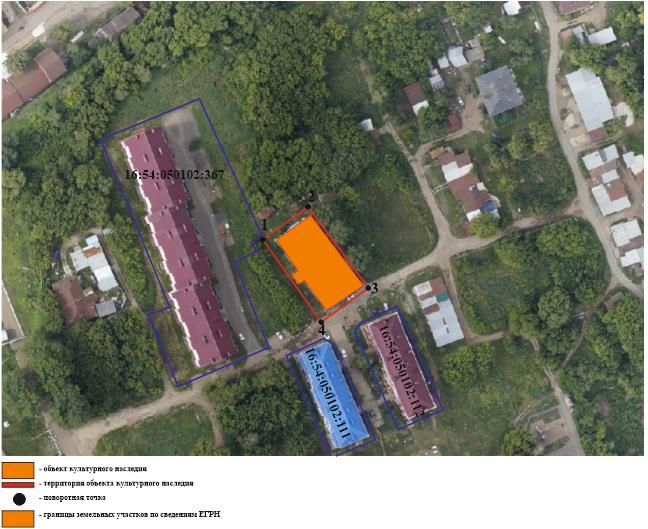 16:54:050102:367
2
1
3
4
16:54:050102:111
16:54:050102:112
- объект культурного наследия
- территория объекта культурного наследия
- поворотная точка
- границы земельных участков по сведениям ЕГРН